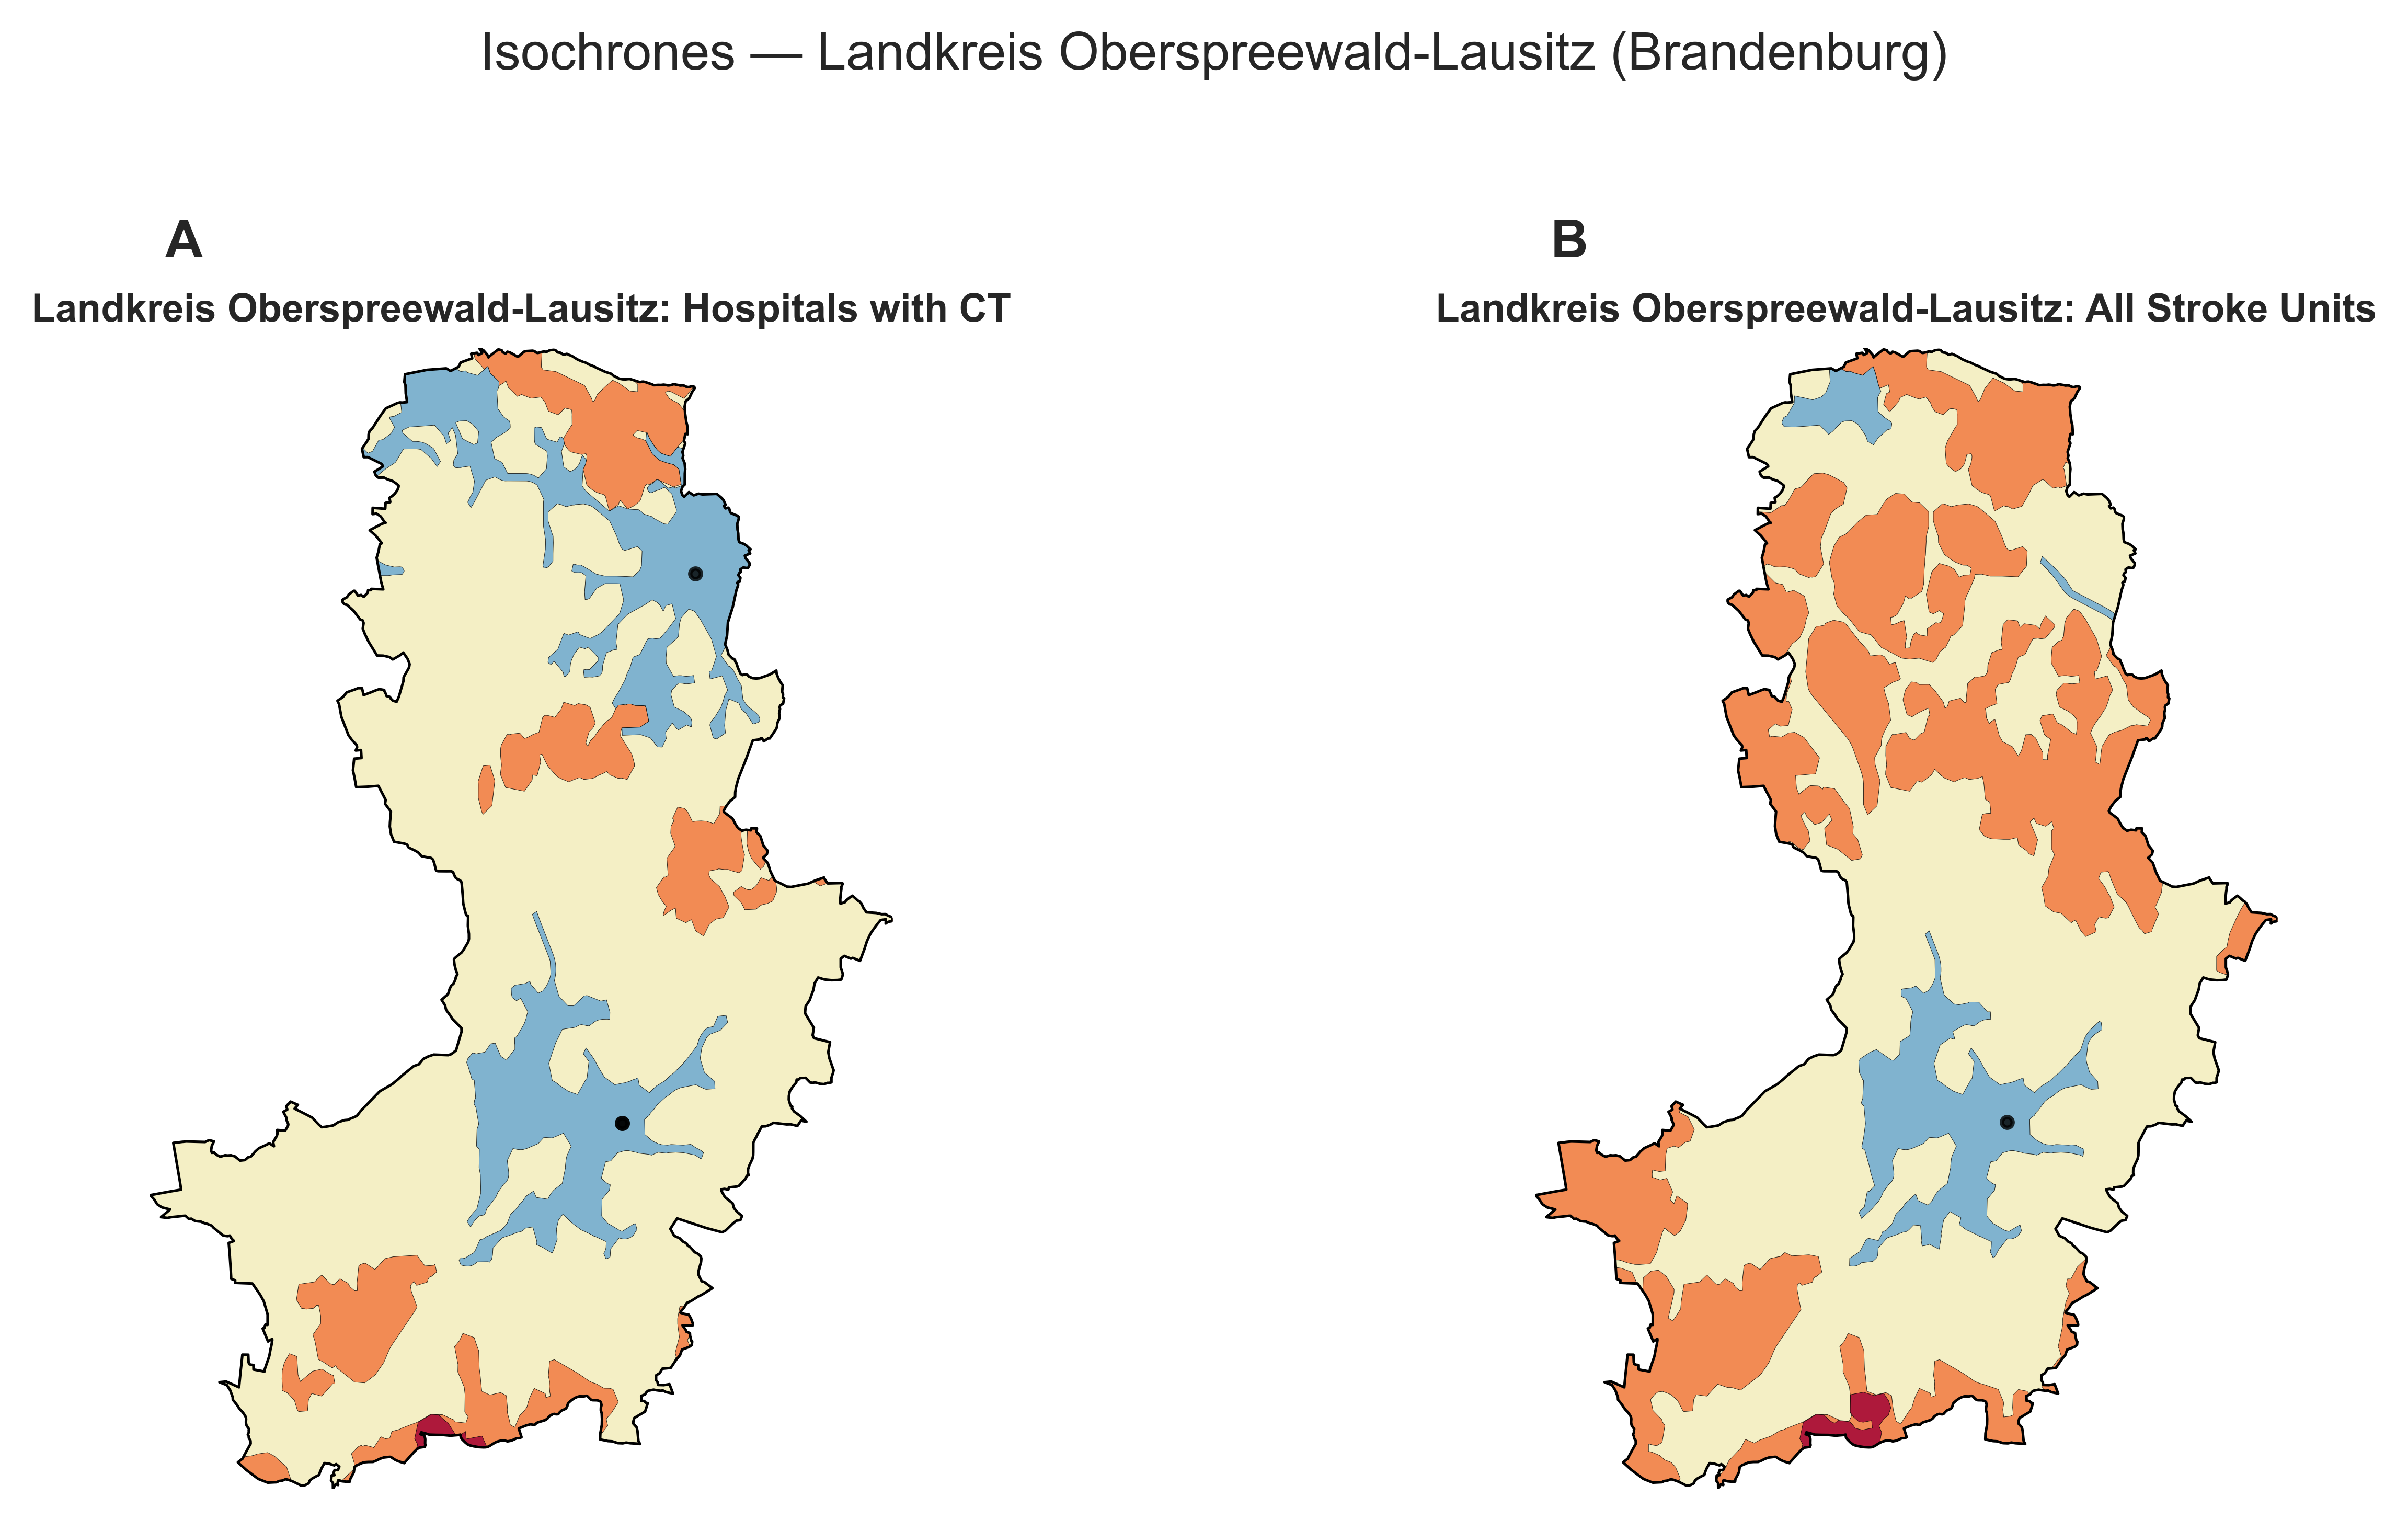 Isochrones — Landkreis Oberspreewald-Lausitz (Brandenburg)
A
Landkreis Oberspreewald-Lausitz: Hospitals with CT
B
Landkreis Oberspreewald-Lausitz: All Stroke Units